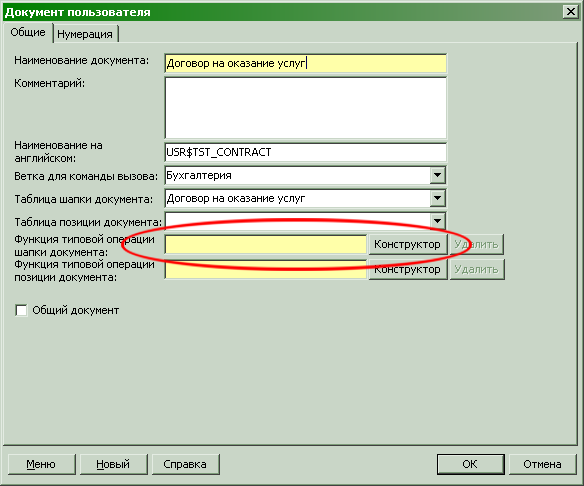 Документ пользователя
Общие Нумерация
Наименование документа: Договор на оказание услуг
Комментарий:
Наименование на
английском: USR$TST_CONTRACT
Ветка для команды вызова: Бухгалтерия
Таблица шапки документа: Договор на оказание услуг
Таблица позиции документа:
Функция типовой операции
шапки документа: Конструктор Удалить
Функция типовой операции
позиции документа: Конструктор Удалить
Общий документ
Меню Новый Справка ОК Отмена